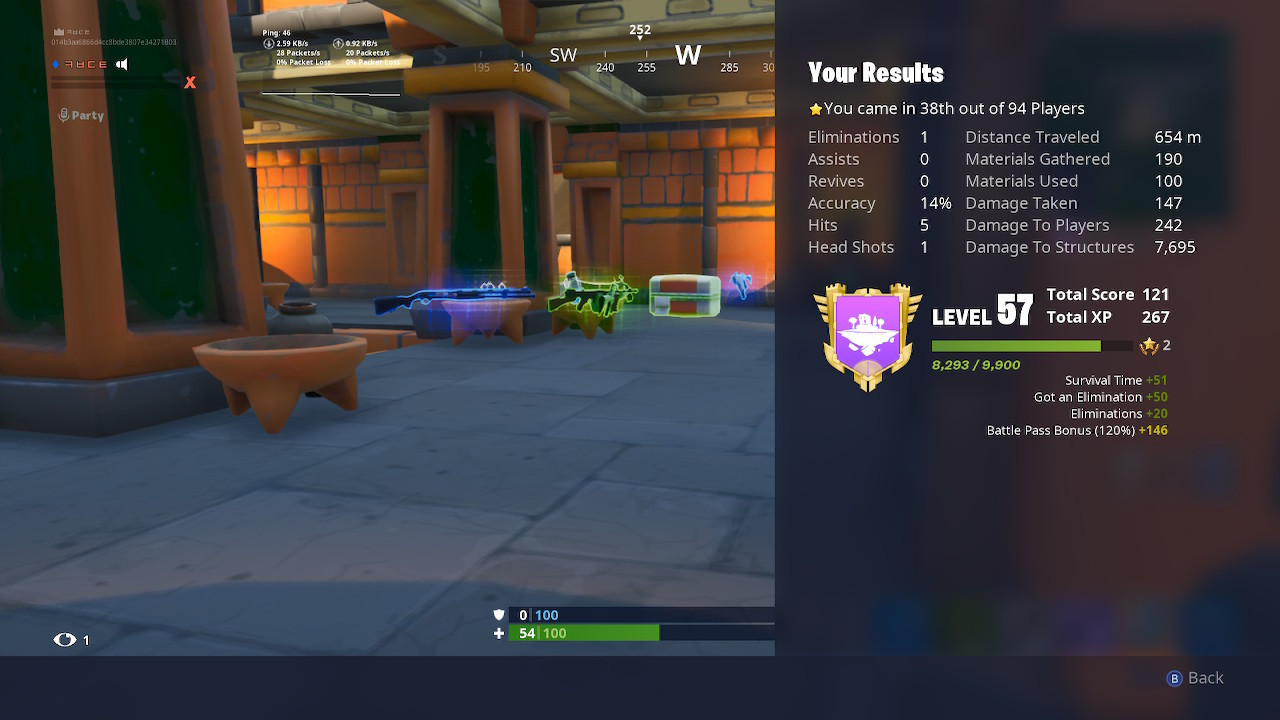 Ping: 46
2.59 KB/s 0.92 KB/s
28 Packets/s 20 Packets/s
0% Packet Loss 0% Packet Loss
X
Party
252
S SW W
195 210 240 255 285 30
Your Results
You came in 38th out of 94 Players
Eliminations 1 Distance Traveled 654 m
Assists 0 Materials Gathered 190
Revives 0 Materials Used 100
Accuracy 14% Damage Taken 147
Hits 5 Damage To Players 242
Head Shots 1 Damage To Structures 7,695
LEVEL 57
Total Score 121
Total XP 267
2
8,293 / 9,900
Survival Time +51
Got an Elimination +50
Eliminations +20
Battle Pass Bonus (120%) +146
0 | 100
54 | 100
1
B Back